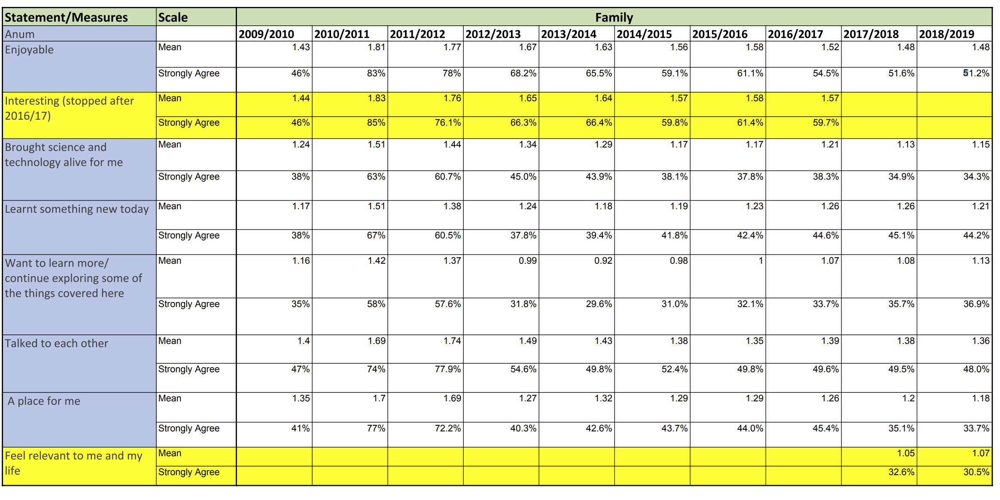 Statement/Measures Scale Family
Anum 2009/2010 2010/2011 2011/2012 2012/2013 2013/2014 2014/2015 2015/2016 2016/2017 2017/2018 2018/2019
Enjoyable Mean 1.43 1.81 1.77 1.67 1.63 1.56 1.58 1.52 1.48 1.48
Strongly Agree 46% 83% 78% 68.2% 65.5% 59.1% 61.1% 54.5% 51.6% 51.2%
Interesting (stopped after Mean 1.44 1.83 1.76 1.65 1.64 1.57 1.58 1.57
2016/17)
Strongly Agree 46% 85% 76.1% 66.3% 66.4% 59.8% 61.4% 59.7%
Brought science and Mean 1.24 1.51 1.44 1.34 1.29 1.17 1.17 1.21 1.13 1.15
technology alive for me
Strongly Agree 38% 63% 60.7% 45.0% 43.9% 38.1% 37.8% 38.3% 34.9% 34.3%
Learnt something new today Mean 1.17 1.51 1.38 1.24 1.18 1.19 1.23 1.26 1.26 1.21
Strongly Agree 38% 67% 60.5% 37.8% 39.4% 41.8% 42.4% 44.6% 45.1% 44.2%
Want to learn more/ Mean 1.16 1.42 1.37 0.99 0.92 0.98 1 1.07 1.08 1.13
continue exploring some of
the things covered here
Strongly Agree 35% 58% 57.6% 31.8% 29.6% 31.0% 32.1% 33.7% 35.7% 36.9%
Talked to each other Mean 1.4 1.69 1.74 1.49 1.43 1.38 1.35 1.39 1.38 1.36
Strongly Agree 47% 74% 77.9% 54.6% 49.8% 52.4% 49.8% 49.6% 49.5% 48.0%
A place for me Mean 1.35 1.7 1.69 1.27 1.32 1.29 1.29 1.26 1.2 1.18
Strongly Agree 41% 77% 72.2% 40.3% 42.6% 43.7% 44.0% 45.4% 35.1% 33.7%
Feel relevant to me and my Mean 1.05 1.07
life Strongly Agree 32.6% 30.5%